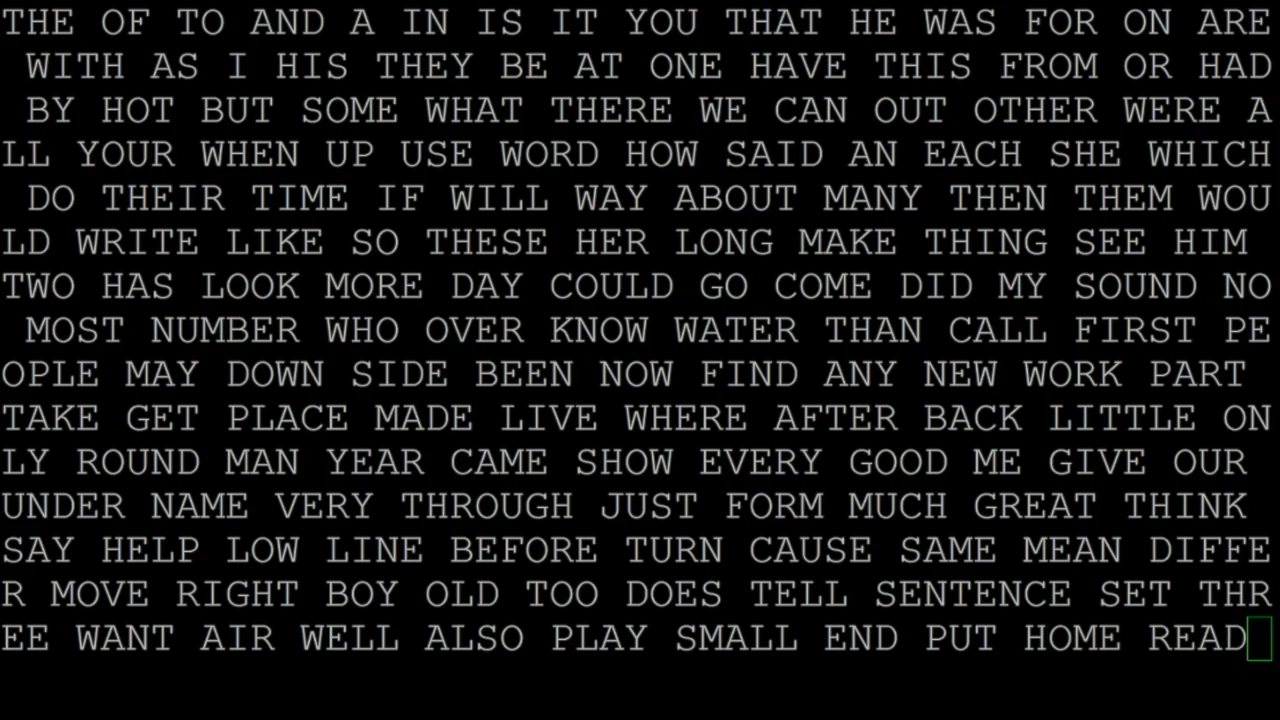 THE OF TO AND A IN IS IT YOU THAT HE WAS FOR ON ARE
WITH AS I HIS THEY BE AT ONE HAVE THIS FROM OR HAD
BY HOT BUT SOME WHAT THERE WE CAN OUT OTHER WERE A
LL YOUR WHEN UP USE WORD HOW SAID AN EACH SHE WHICH
DO THEIR TIME IF WILL WAY ABOUT MANY THEN THEM WOU
LD WRITE LIKE SO THESE HER LONG MAKE THING SEE HIM
TWO HAS LOOK MORE DAY COULD GO COME DID MY SOUND NO
MOST NUMBER WHO OVER KNOW WATER THAN CALL FIRST PE
OPLE MAY DOWN SIDE BEEN NOW FIND ANY NEW WORK PART
TAKE GET PLACE MADE LIVE WHERE AFTER BACK LITTLE ON
LY ROUND MAN YEAR CAME SHOW EVERY GOOD ME GIVE OUR
UNDER NAME VERY THROUGH JUST FORM MUCH GREAT THINK
SAY HELP LOW LINE BEFORE TURN CAUSE SAME MEAN DIFFE
R MOVE RIGHT BOY OLD TOO DOES TELL SENTENCE SET THR
EE WANT AIR WELL ALSO PLAY SMALL END PUT HOME READ